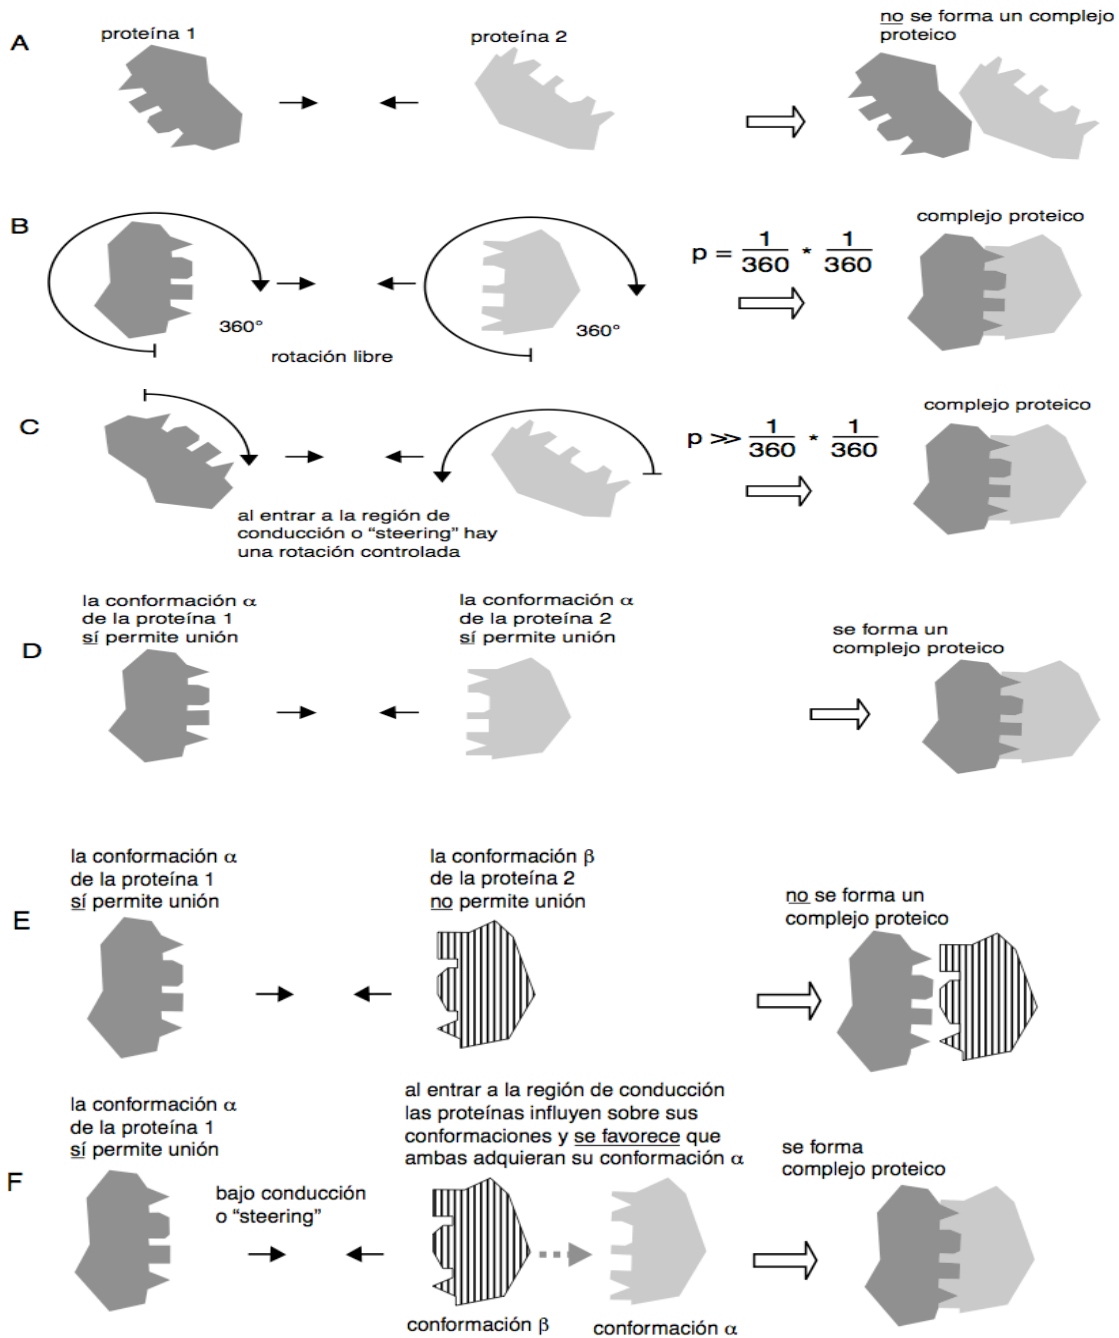 A
proteína 1
proteína 2
no se forma un complejo
proteico
B
360°
rotación libre
360°
p = 1/360 * 1/360
complejo proteico
C
al entrar a la región de
conducción o "steering" hay
una rotación controlada
p >> 1/360 * 1/360
complejo proteico
D
la conformación α
de la proteína 1
sí permite unión
la conformación α
de la proteína 2
sí permite unión
se forma un
complejo proteico
E
la conformación α
de la proteína 1
sí permite unión
la conformación β
de la proteína 2
no permite unión
no se forma un
complejo proteico
F
la conformación α
de la proteína 1
sí permite unión
bajo conducción
o "steering"
al entrar a la región de conducción
las proteínas influyen sobre sus
conformaciones y se favorece que
ambas adquieran su conformación α
conformación β
conformación α
se forma
complejo proteico